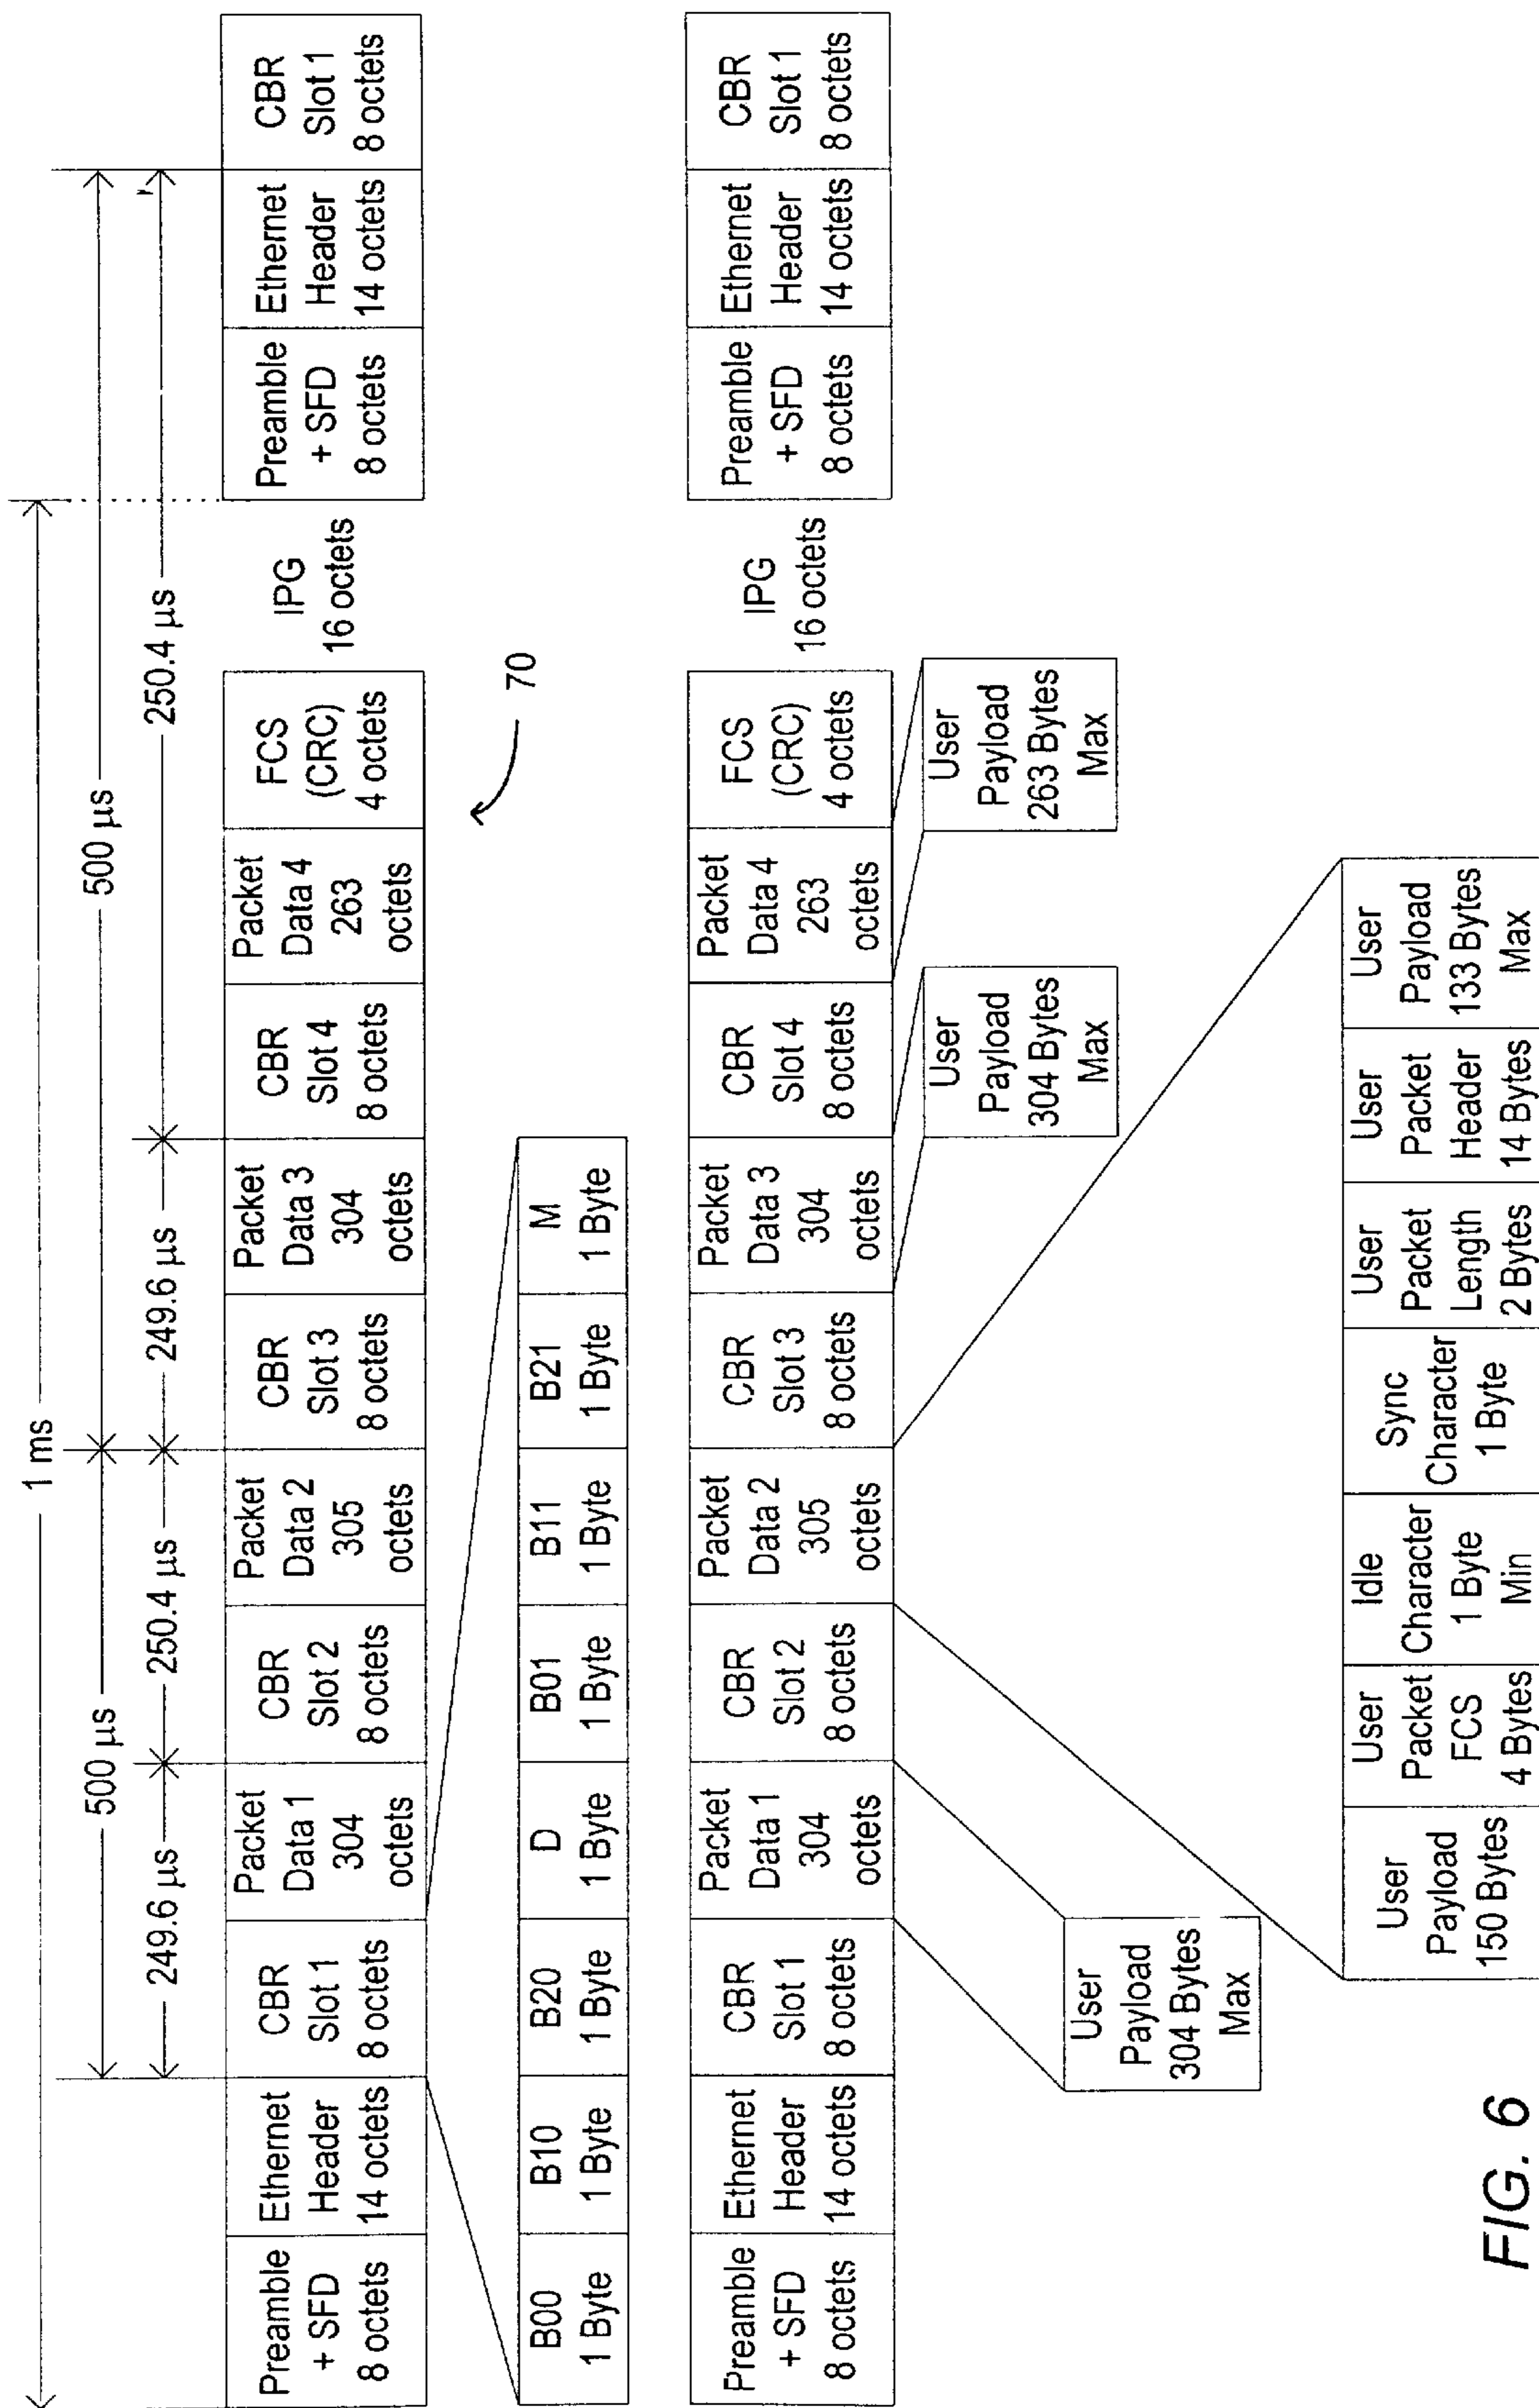 1 ms
500 μs
500 μs
249.6 μs
250.4 μs
249.6 μs
250.4 μs
Preamble
+ SFD
8 octets
Ethernet
Header
14 octets
CBR
Slot 1
8 octets
Packet
Data 1
304
octets
CBR
Slot 2
8 octets
Packet
Data 2
305
octets
CBR
Slot 3
8 octets
Packet
Data 3
304
octets
CBR
Slot 4
8 octets
Packet
Data 4
263
octets
FCS
(CRC)
4 octets
IPG
16 octets
Preamble
+ SFD
8 octets
Ethernet
Header
14 octets
CBR
Slot 1
8 octets
70
B00
1 Byte
B10
1 Byte
B20
1 Byte
D
1 Byte
B01
1 Byte
B11
1 Byte
B21
1 Byte
M
1 Byte
Preamble
+ SFD
8 octets
Ethernet
Header
14 octets
CBR
Slot 1
8 octets
Packet
Data 1
304
octets
CBR
Slot 2
8 octets
Packet
Data 2
305
octets
CBR
Slot 3
8 octets
Packet
Data 3
304
octets
CBR
Slot 4
8 octets
Packet
Data 4
263
octets
FCS
(CRC)
4 octets
IPG
16 octets
Preamble
+ SFD
8 octets
Ethernet
Header
14 octets
CBR
Slot 1
8 octets
User
Payload
304 Bytes
Max
User
Payload
304 Bytes
Max
User
Payload
263 Bytes
Max
User
Payload
150 Bytes
User
Packet
FCS
4 Bytes
Idle
Character
1 Byte
Min
Sync
Character
1 Byte
User
Packet
Length
2 Bytes
User
Packet
Header
14 Bytes
User
Payload
133 Bytes
Max
FIG. 6